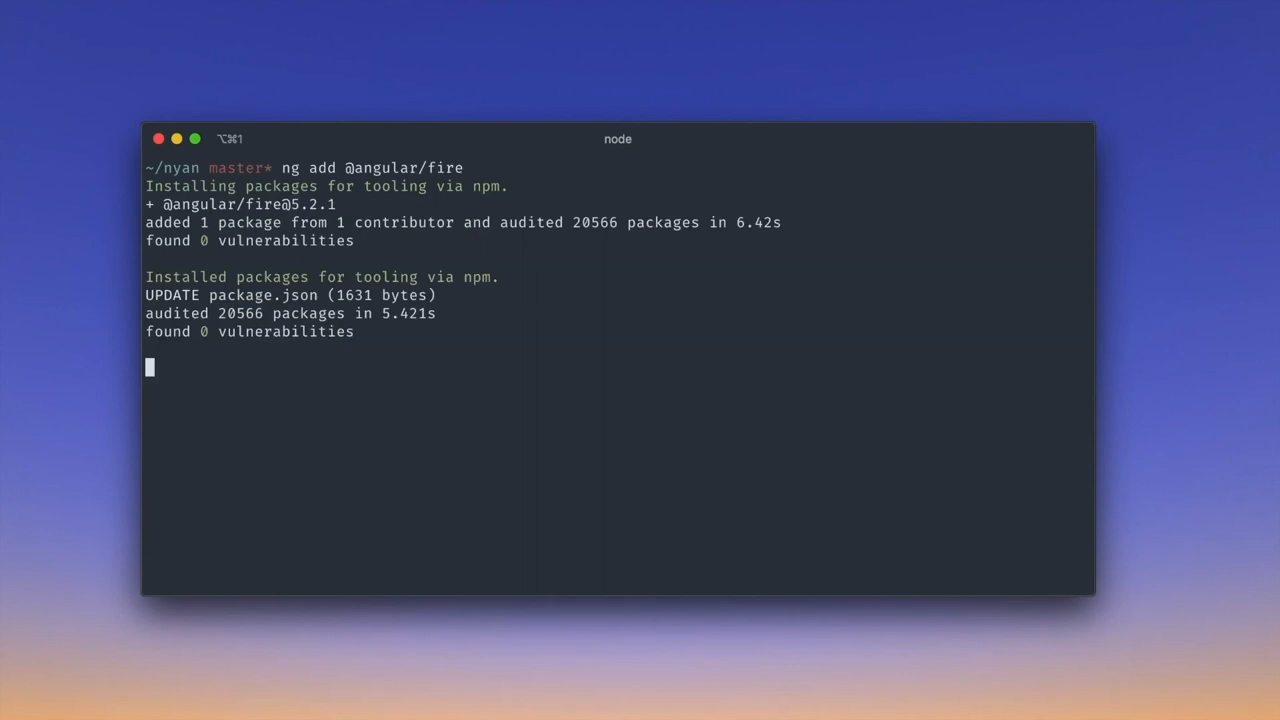 ⌥⌘1
node
~/nyan master* ng add @angular/fire
Installing packages for tooling via npm.
+ @angular/fire@5.2.1
added 1 package from 1 contributor and audited 20566 packages in 6.42s
found 0 vulnerabilities
Installed packages for tooling via npm.
UPDATE package.json (1631 bytes)
audited 20566 packages in 5.421s
found 0 vulnerabilities